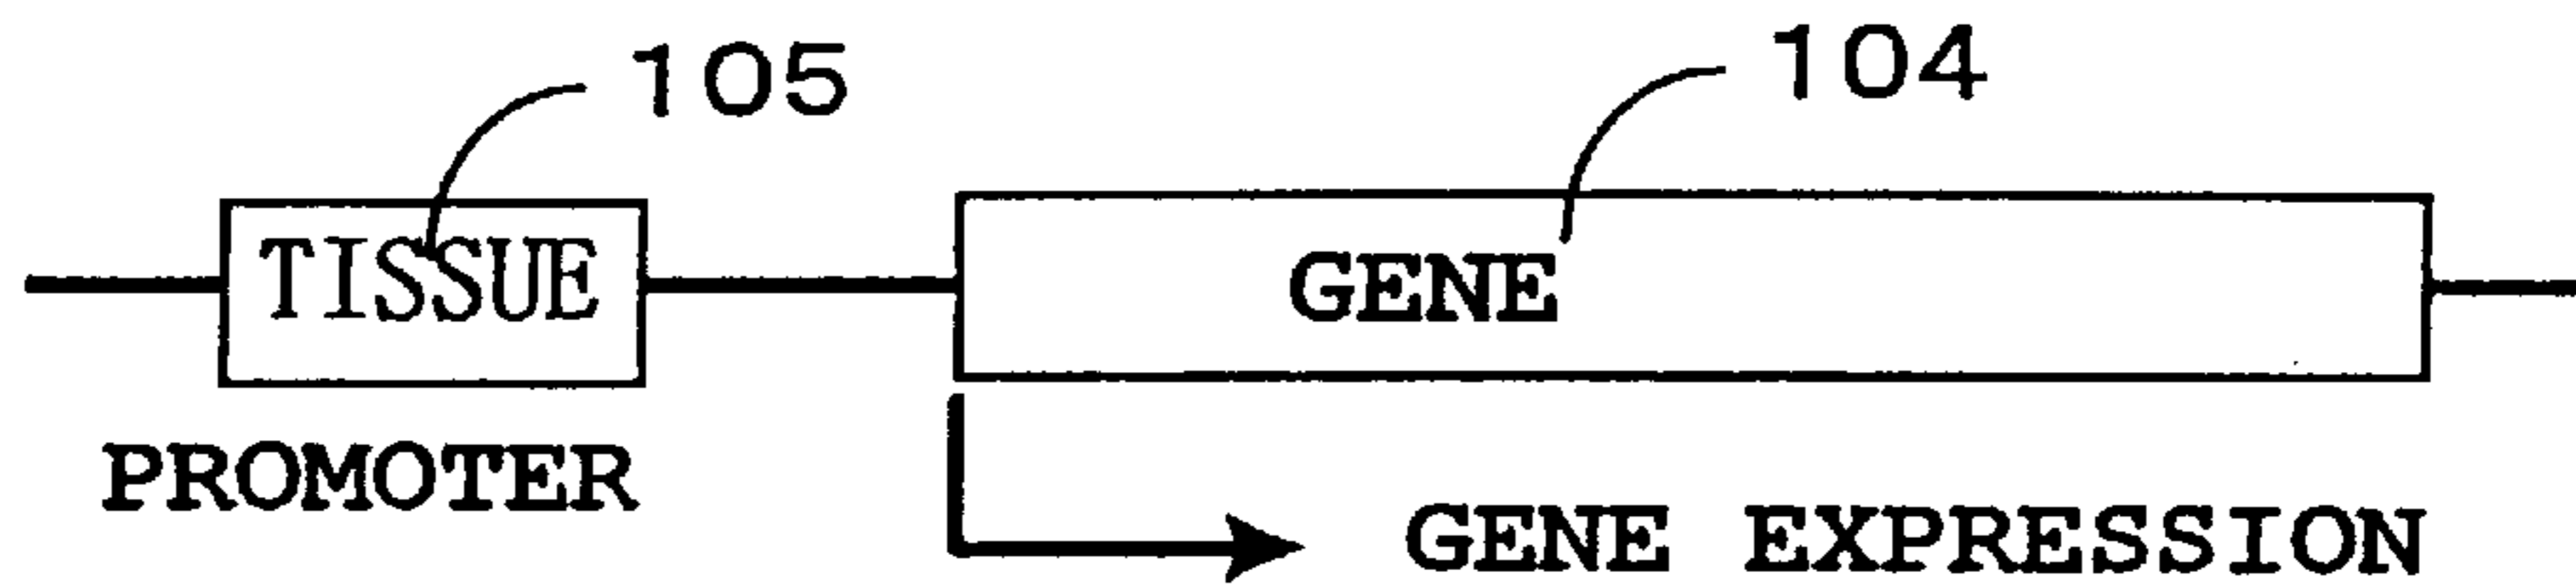 105
104
TISSUE
GENE
PROMOTER
GENE EXPRESSION